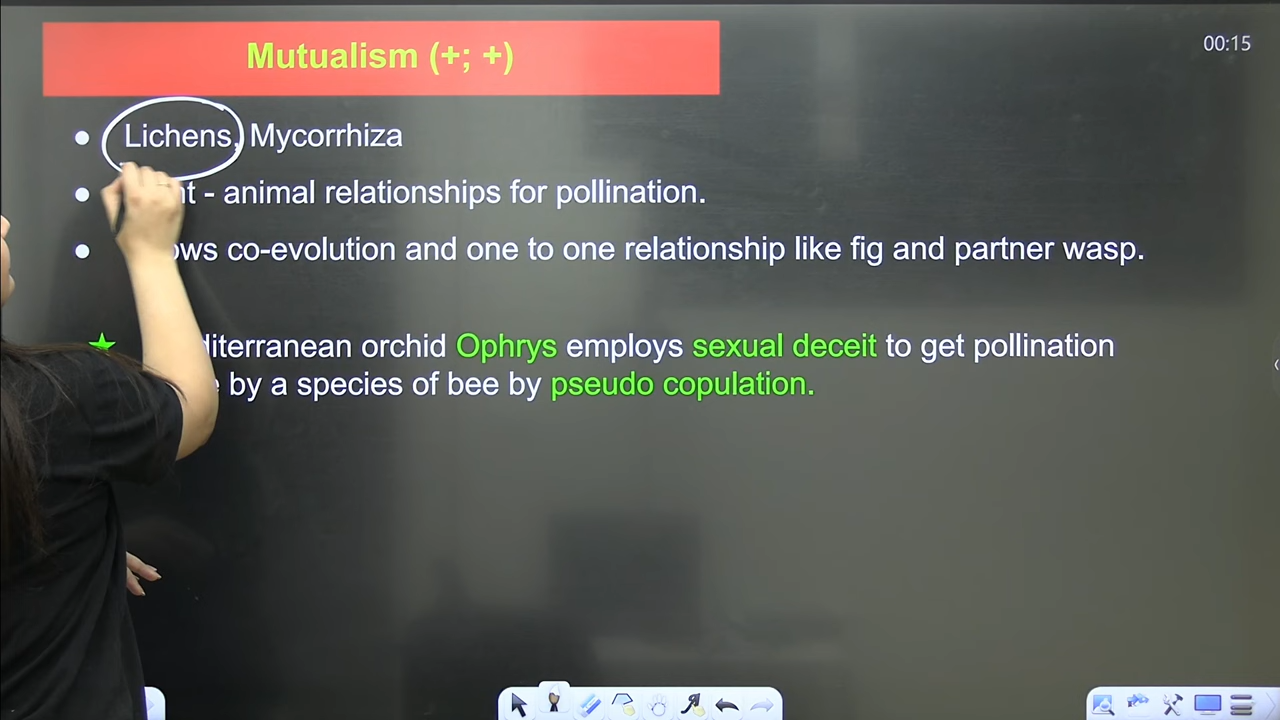 Mutualism (+; +)
00:15
Lichens, Mycorrhiza
- animal relationships for pollination.
co-evolution and one to one relationship like fig and partner wasp.
orchid Ophrys employs sexual deceit to get pollination
by a species of bee by pseudo copulation.